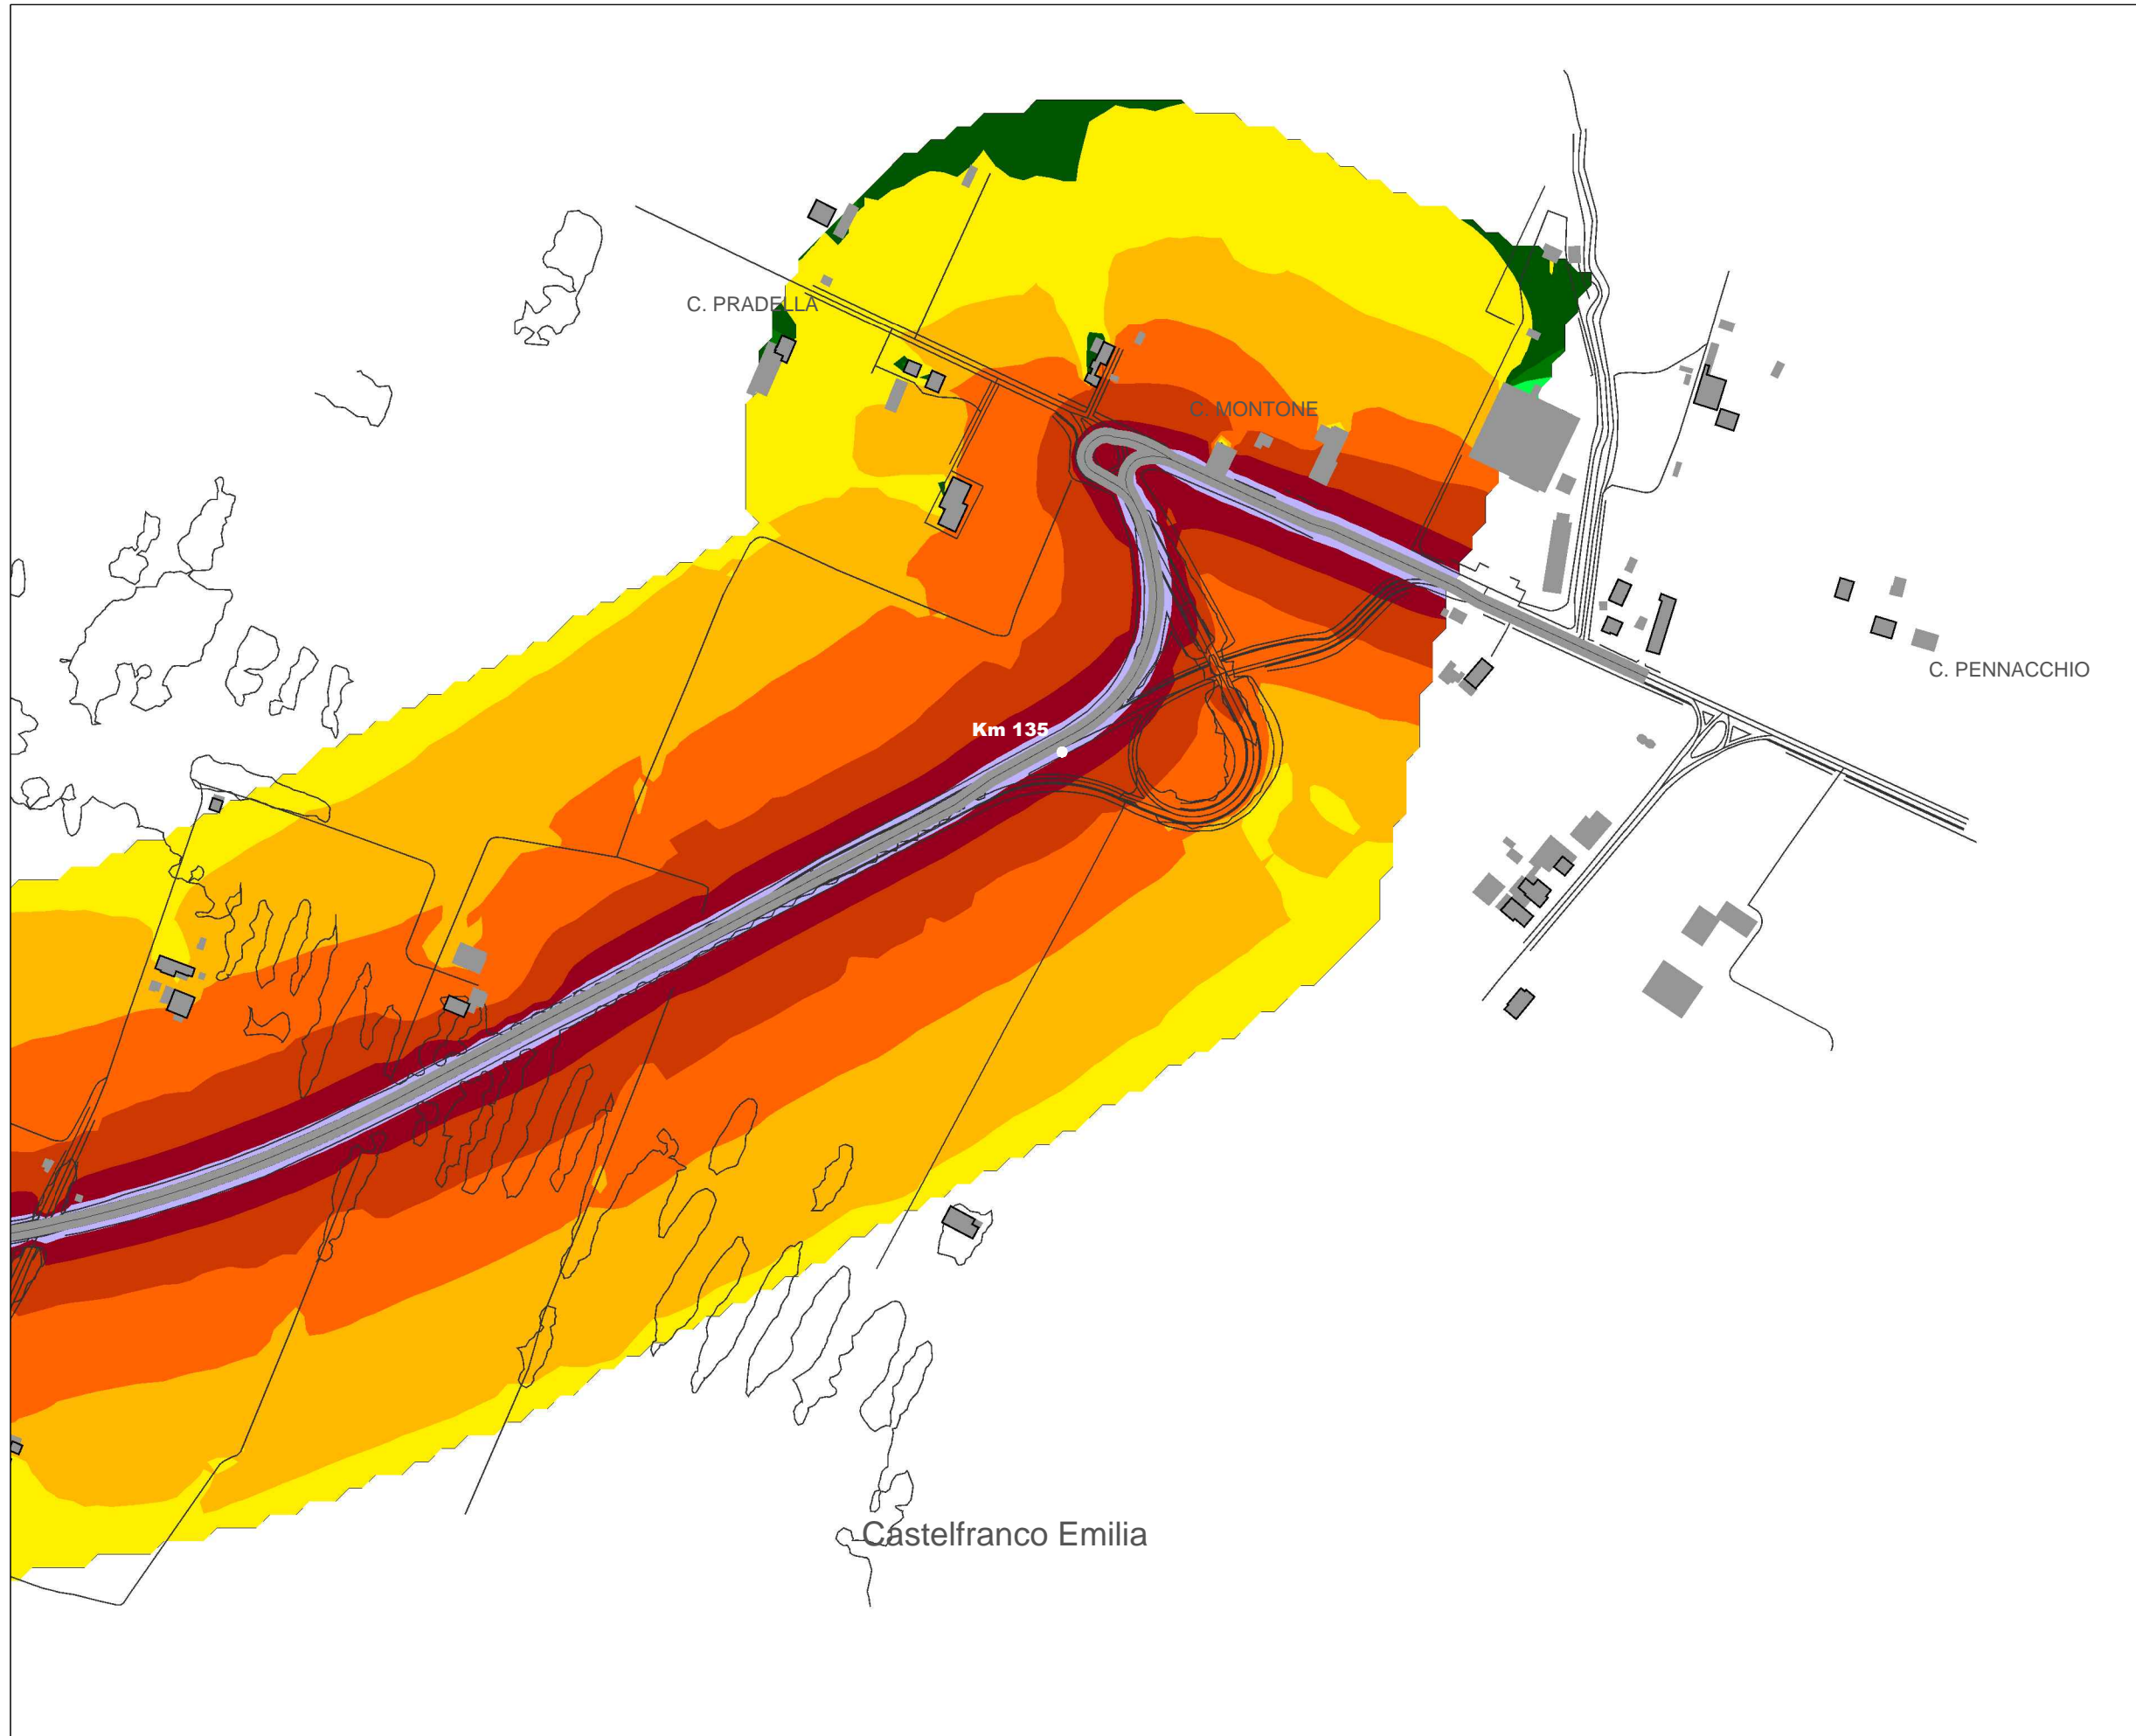 C. PRADELLA
C. MONTONE
C. PENNACCHIO
Km 135
Castelfranco Emilia